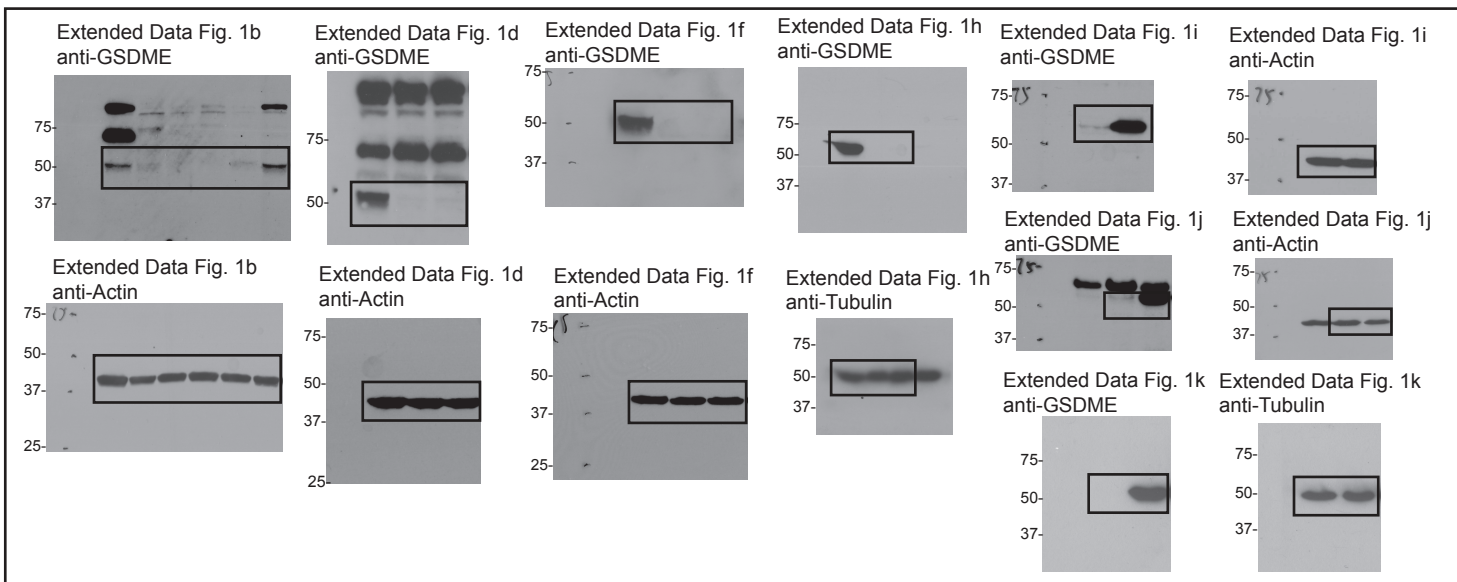 Extended Data Fig. 1b
anti-GSDME
75-
50-
37-
Extended Data Fig. 1d
anti-GSDME
75-
50-
Extended Data Fig. 1f
anti-GSDME
75-
50-
37-
Extended Data Fig. 1h
anti-GSDME
75-
50-
37-
Extended Data Fig. 1i
anti-GSDME
75-
75
50-
37-
Extended Data Fig. 1i
anti-Actin
75-
75
50-
37-
Extended Data Fig. 1j
anti-GSDME
75-
75-
50-
37-
Extended Data Fig. 1j
anti-Actin
75-
75-
50-
37-
Extended Data Fig. 1b
anti-Actin
75-
50-
37-
25-
Extended Data Fig. 1d
anti-Actin
75-
50-
37-
25-
Extended Data Fig. 1f
anti-Actin
75-
50-
37-
25-
Extended Data Fig. 1h
anti-Tubulin
75-
50-
37-
Extended Data Fig. 1k
anti-GSDME
75-
50-
37-
Extended Data Fig. 1k
anti-Tubulin
75-
50-
37-